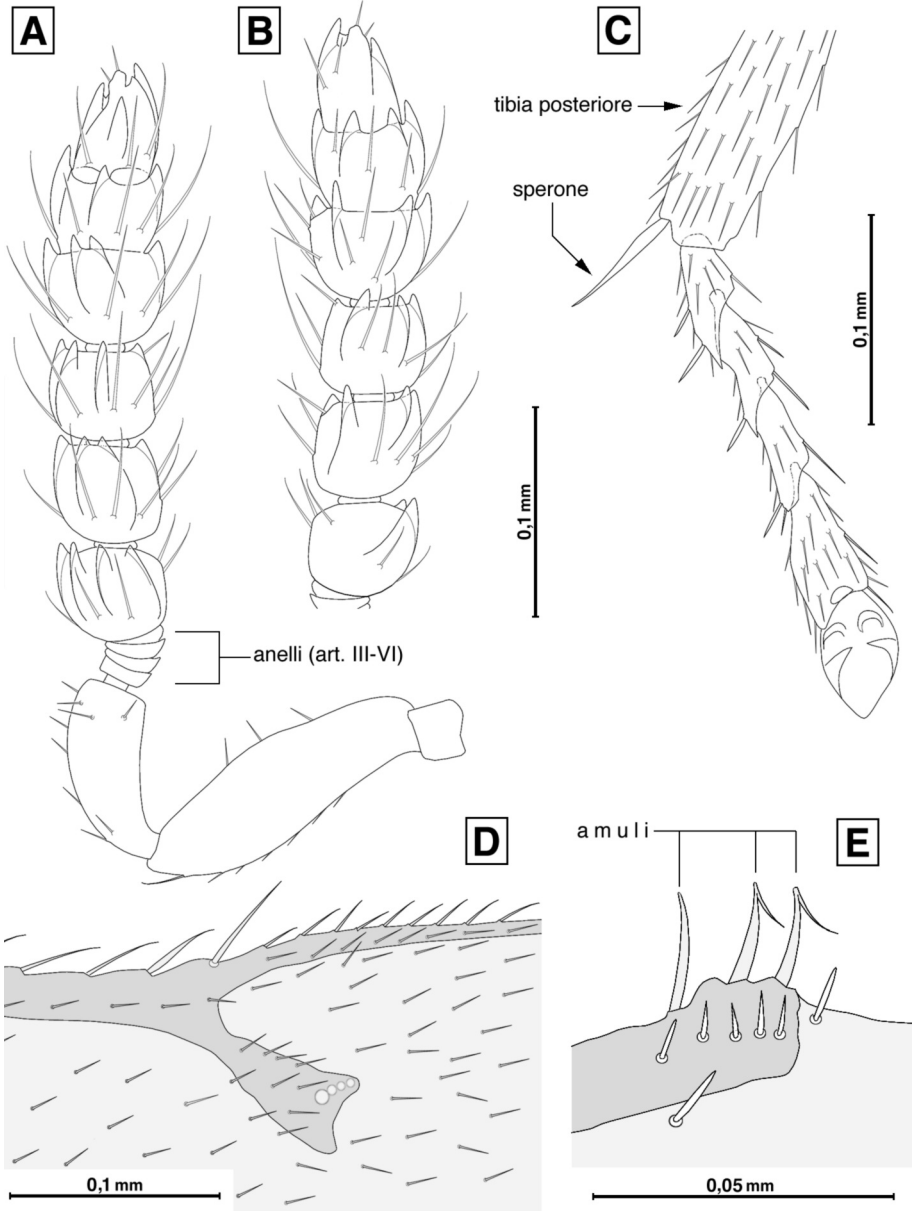 A
B
C
tibia posteriore
sperone
0,1 mm
0,1 mm
anelli (art. III-VI)
D
amuli
E
0,1 mm
0,05 mm